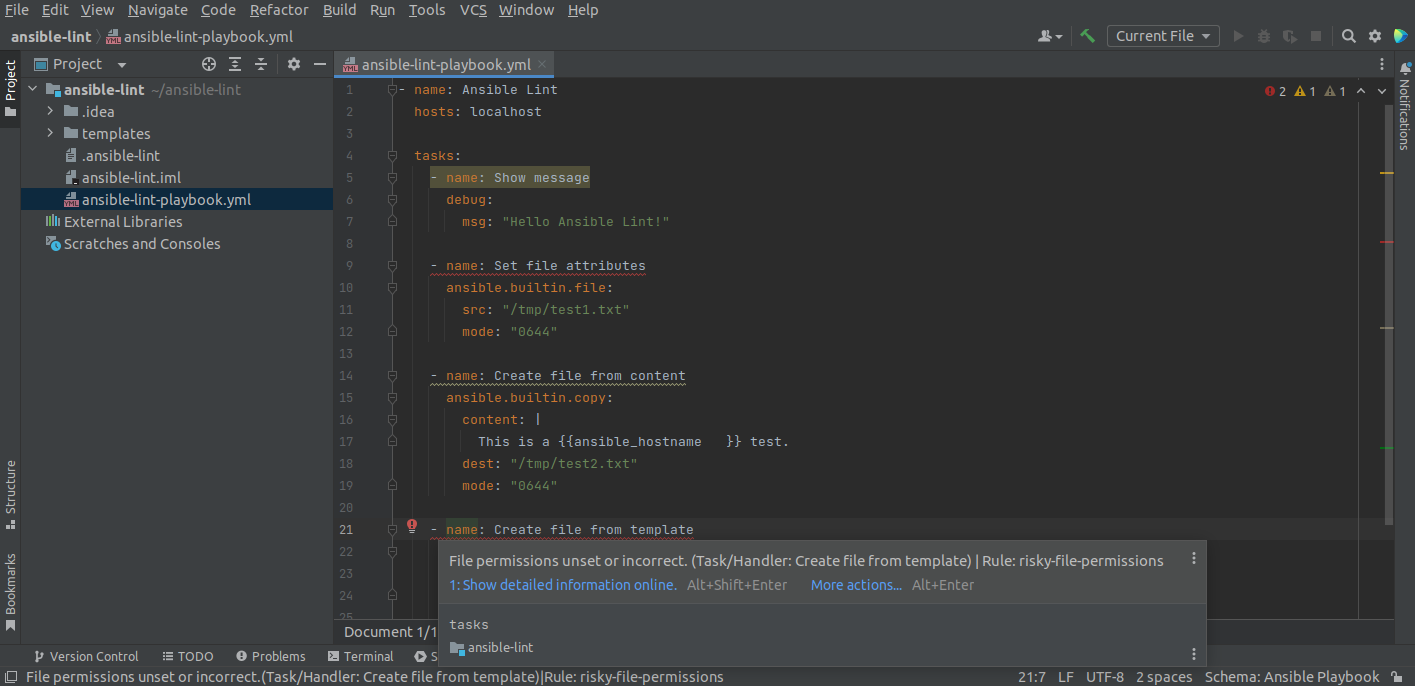 File Edit View Navigate Code Refactor Build Run Tools VCS Window Help
ansible-lint ansible-lint-playbook.yml Current File
Project
ansible-lint ~/ansible-lint
.idea
templates
.ansible-lint
ansible-lint.iml
ansible-lint-playbook.yml
External Libraries
Scratches and Consoles
Project
Structure
Bookmarks
ansible-lint-playbook.yml
2 1 1
1 - name: Ansible Lint
2 hosts: localhost
3
4 tasks:
5 - name: Show message
6 debug:
7 msg: "Hello Ansible Lint!"
8
9 - name: Set file attributes
10 ansible.builtin.file:
11 src: "/tmp/test1.txt"
12 mode: "0644"
13
14 - name: Create file from content
15 ansible.builtin.copy:
16 content: |
17 This is a {{ansible_hostname   }} test.
18 dest: "/tmp/test2.txt"
19 mode: "0644"
20
21 - name: Create file from template
22
23
24
25
File permissions unset or incorrect. (Task/Handler: Create file from template) | Rule: risky-file-permissions
1: Show detailed information online. Alt+Shift+Enter More actions... Alt+Enter
tasks
ansible-lint
Document 1/1
Notifications
Version Control TODO Problems Terminal S
File permissions unset or incorrect.(Task/Handler: Create file from template)|Rule: risky-file-permissions 21:7 LF UTF-8 2 spaces Schema: Ansible Playbook